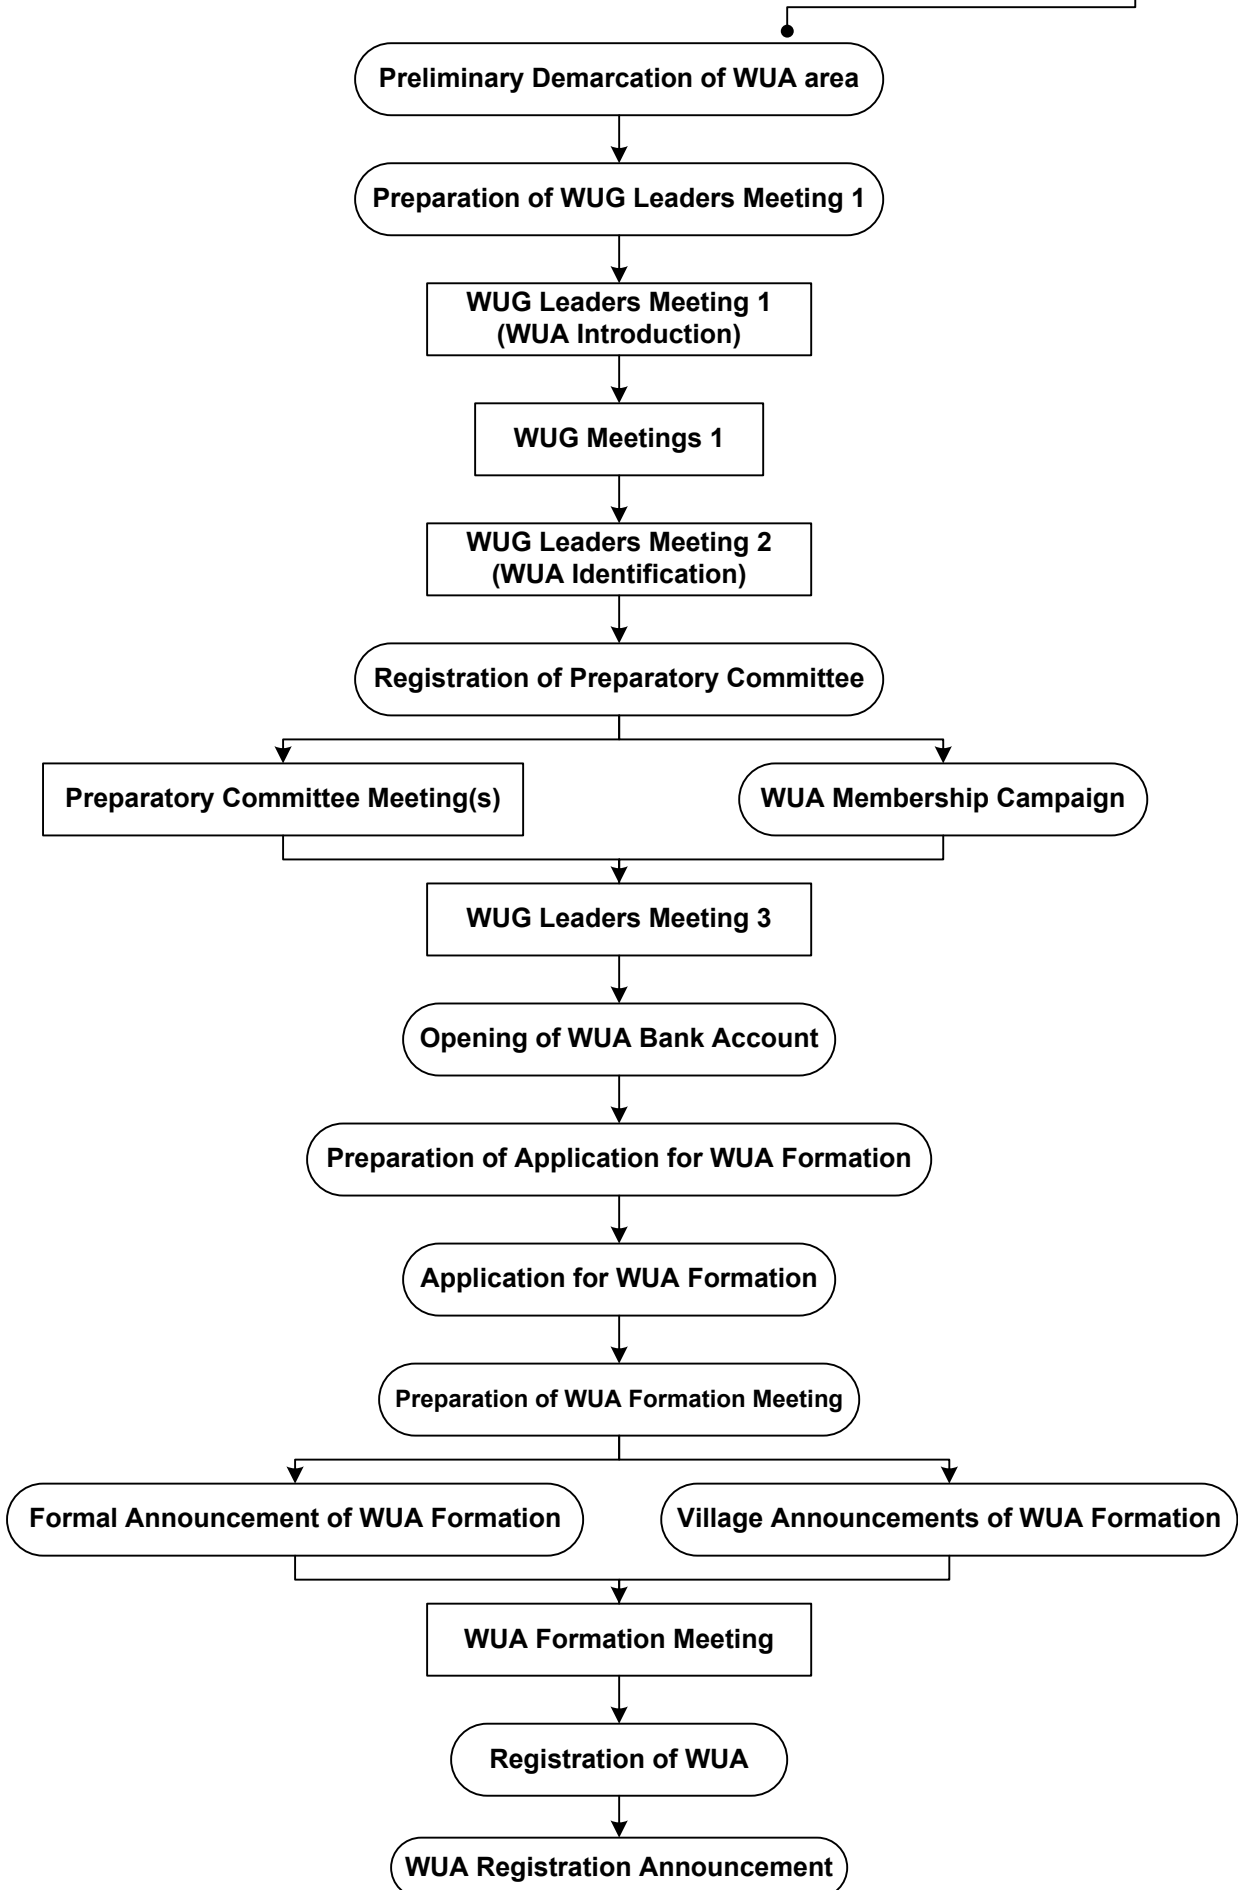 Preliminary Demarcation of WUA area
Preparation of WUG Leaders Meeting 1
WUG Leaders Meeting 1
(WUA Introduction)
WUG Meetings 1
WUG Leaders Meeting 2
(WUA Identification)
Registration of Preparatory Committee
Preparatory Committee Meeting(s)
WUA Membership Campaign
WUG Leaders Meeting 3
Opening of WUA Bank Account
Preparation of Application for WUA Formation
Application for WUA Formation
Preparation of WUA Formation Meeting
Formal Announcement of WUA Formation
Village Announcements of WUA Formation
WUA Formation Meeting
Registration of WUA
WUA Registration Announcement